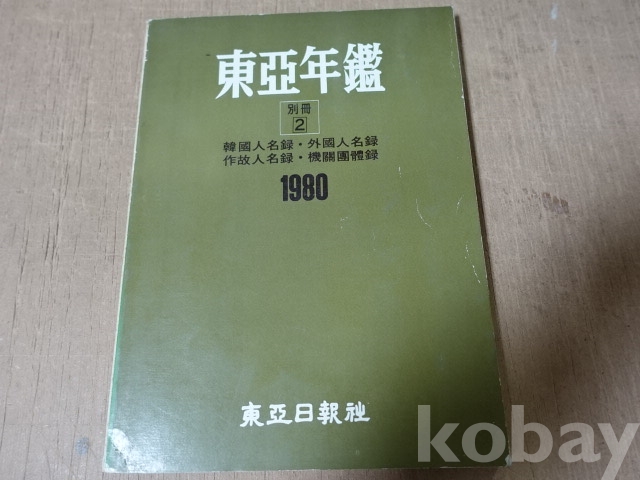 東亞年鑑
別冊
2
韓國人名録・外國人名録
作故人名録・機關團體録
1980
東亞日報社
kobay